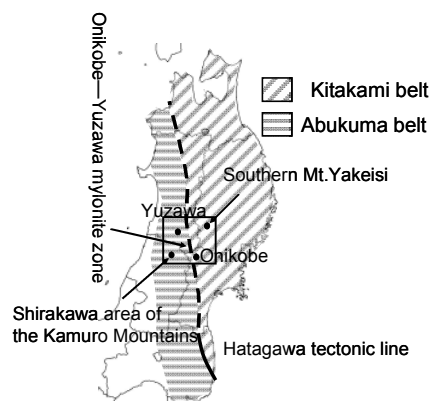 Onikobe—Yuzawa mylonite zone
Kitakami belt
Abukuma belt
Southern Mt.Yakeisi
Yuzawa
Onikobe
Shirakawa area of
the Kamuro Mountains
Hatagawa tectonic line